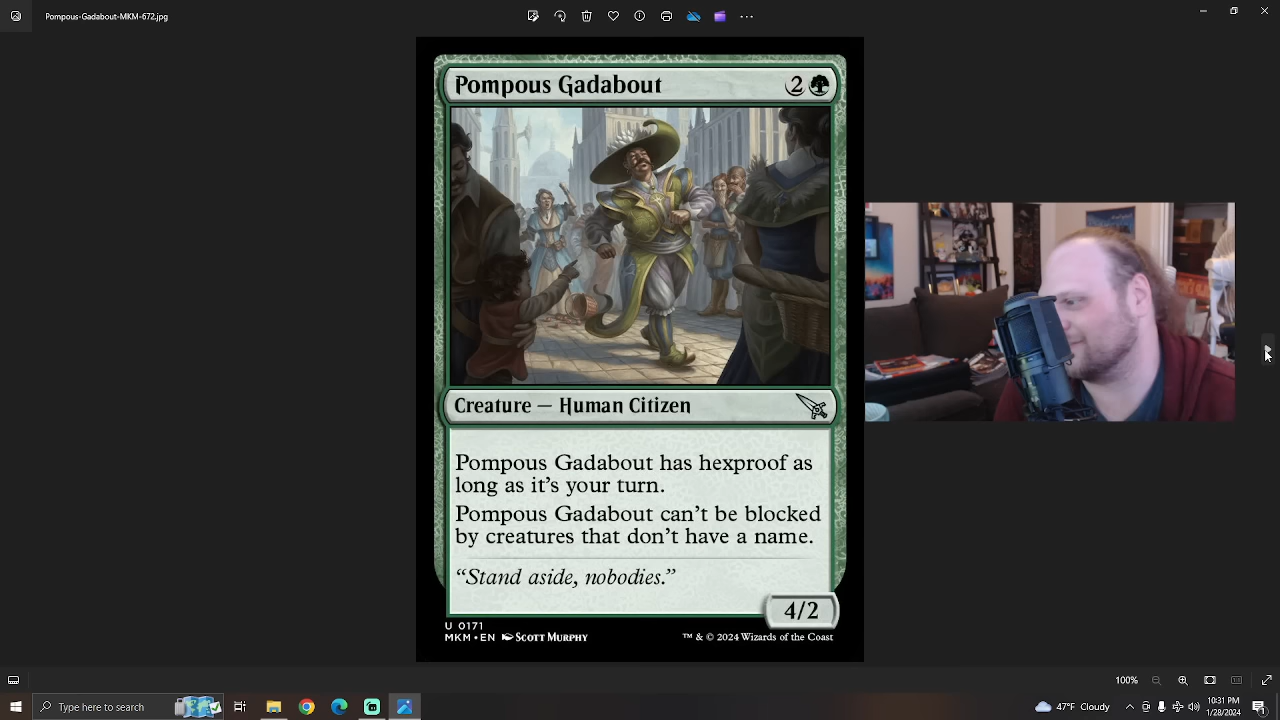 Pompous-Gadabout-MKM-672.jpg
Pompous Gadabout 2
Creature — Human Citizen
Pompous Gadabout has hexproof as
long as it's your turn.
Pompous Gadabout can't be blocked
by creatures that don't have a name.
“Stand aside, nobodies.”
4/2
U 0171
MKM • EN Scott Murphy
™ & © 2024 Wizards of the Coast
100%
Type here to search
47°F
10:31 PM
1/28/2024